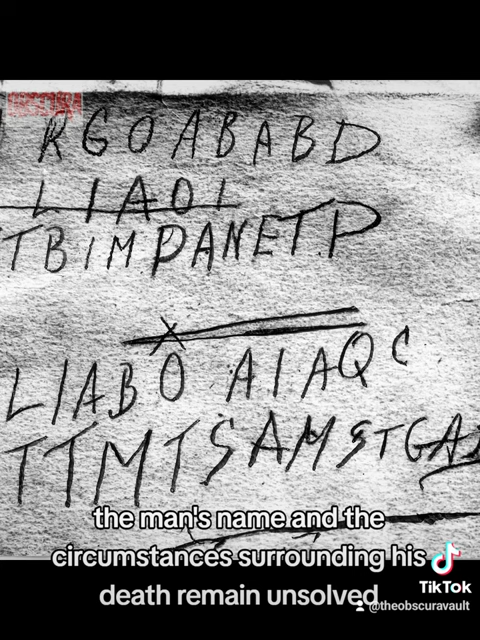 RGOABABD
LIAOI
TBIMPANETP
LIABO AIAQC
TTMTSAMSTGA
the man's name and the
circumstances surrounding his
death remain unsolved
TikTok
@theobscuravault